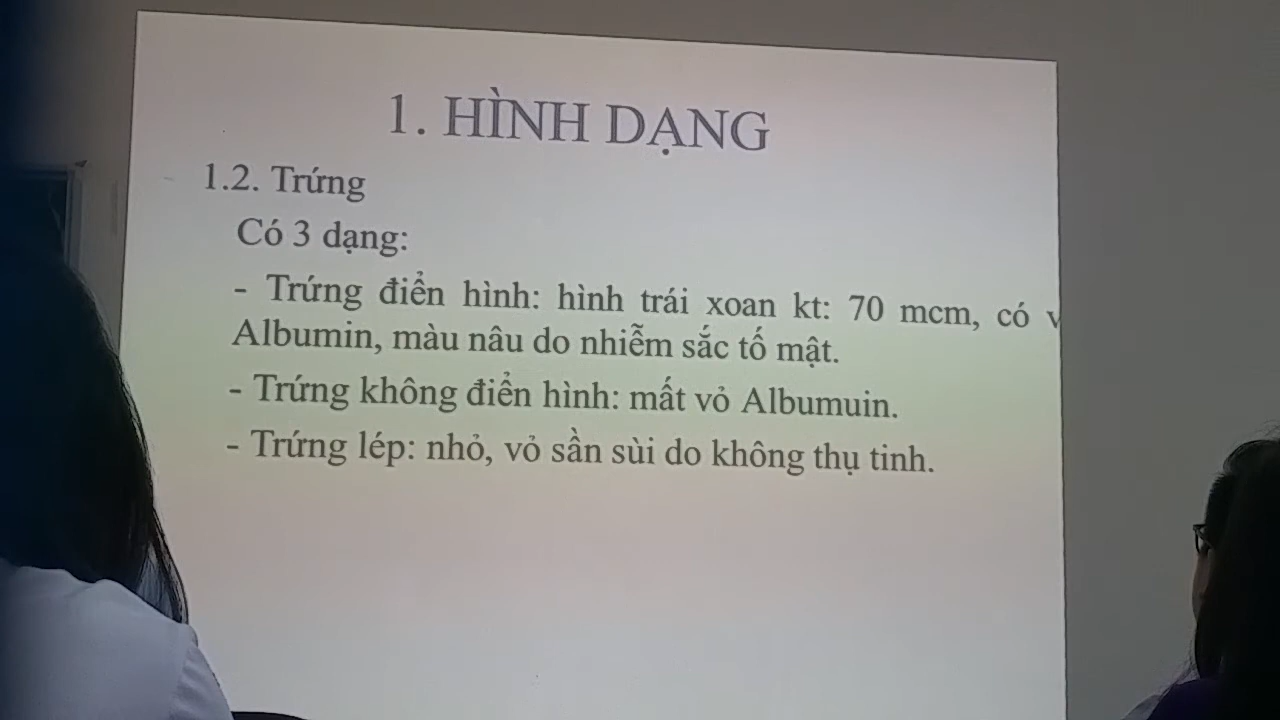 1. HÌNH DẠNG
1.2. Trứng
Có 3 dạng:
- Trứng điển hình: hình trái xoan kt: 70 mcm, có
Albumin, màu nâu do nhiễm sắc tố mật.
- Trứng không điển hình: mất vỏ Albumuin.
- Trứng lép: nhỏ, vỏ sần sùi do không thụ tinh.